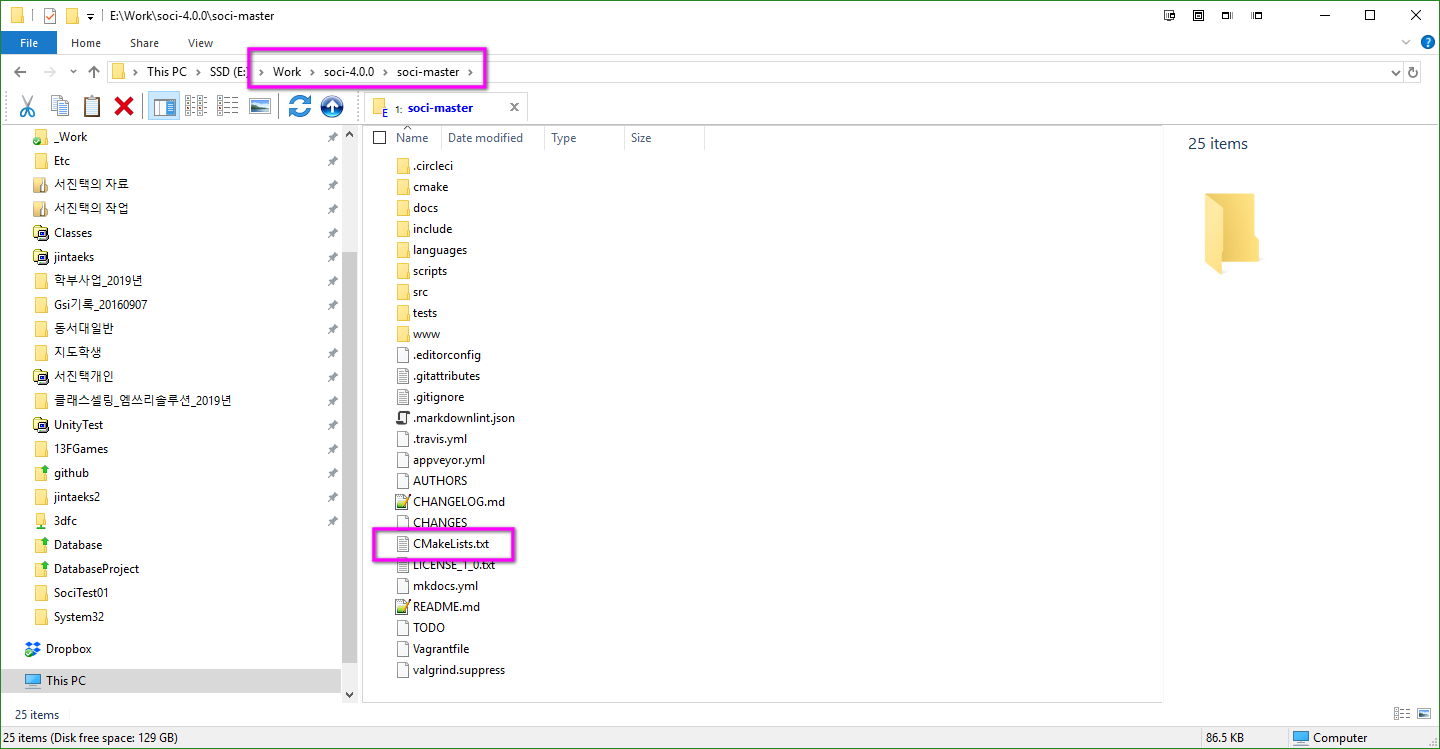 E:\Work\soci-4.0.0\soci-master
File Home Share View
This PC SSD (E: Work soci-4.0.0 soci-master
E 1: soci-master
_Work
Etc
서진택의 자료
서진택의 작업
Classes
jintaeks
학부사업_2019년
Gsi기록_20160907
동서대일반
지도학생
서진택개인
클래스셀링_엠쓰리솔루션_2019년
UnityTest
13FGames
github
jintaeks2
3dfc
Database
DatabaseProject
SociTest01
System32
Dropbox
This PC
Name Date modified Type Size
.circleci
cmake
docs
include
languages
scripts
src
tests
www
.editorconfig
.gitattributes
.gitignore
.markdownlint.json
.travis.yml
appveyor.yml
AUTHORS
CHANGELOG.md
CHANGES
CMakeLists.txt
LICENSE_1_0.txt
mkdocs.yml
README.md
TODO
Vagrantfile
valgrind.suppress
25 items
25 items
25 items (Disk free space: 129 GB) 86.5 KB Computer